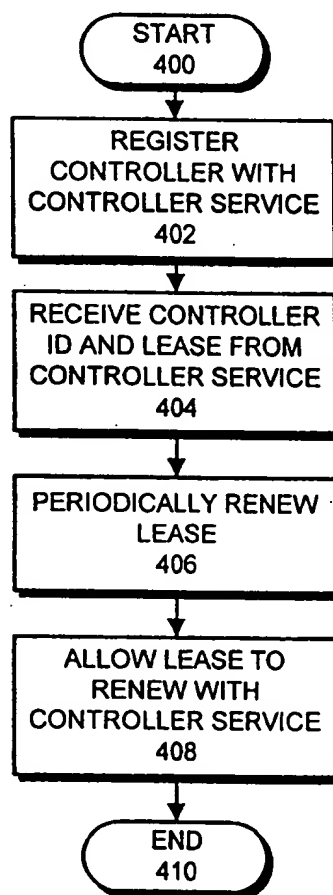 START
400
REGISTER
CONTROLLER WITH
CONTROLLER SERVICE
402
RECEIVE CONTROLLER
ID AND LEASE FROM
CONTROLLER SERVICE
404
PERIODICALLY RENEW
LEASE
406
ALLOW LEASE TO
RENEW WITH
CONTROLLER SERVICE
408
END
410